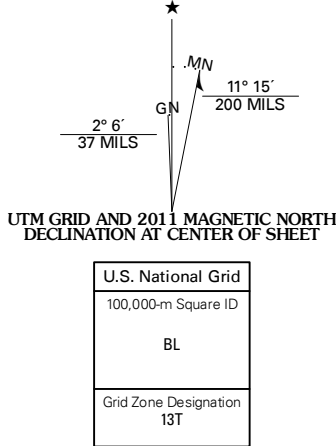 ★
MN
GN
11° 15´
200 MILS
2° 6´
37 MILS
UTM GRID AND 2011 MAGNETIC NORTH
DECLINATION AT CENTER OF SHEET
U.S. National Grid
100,000-m Square ID
BL
Grid Zone Designation
13T